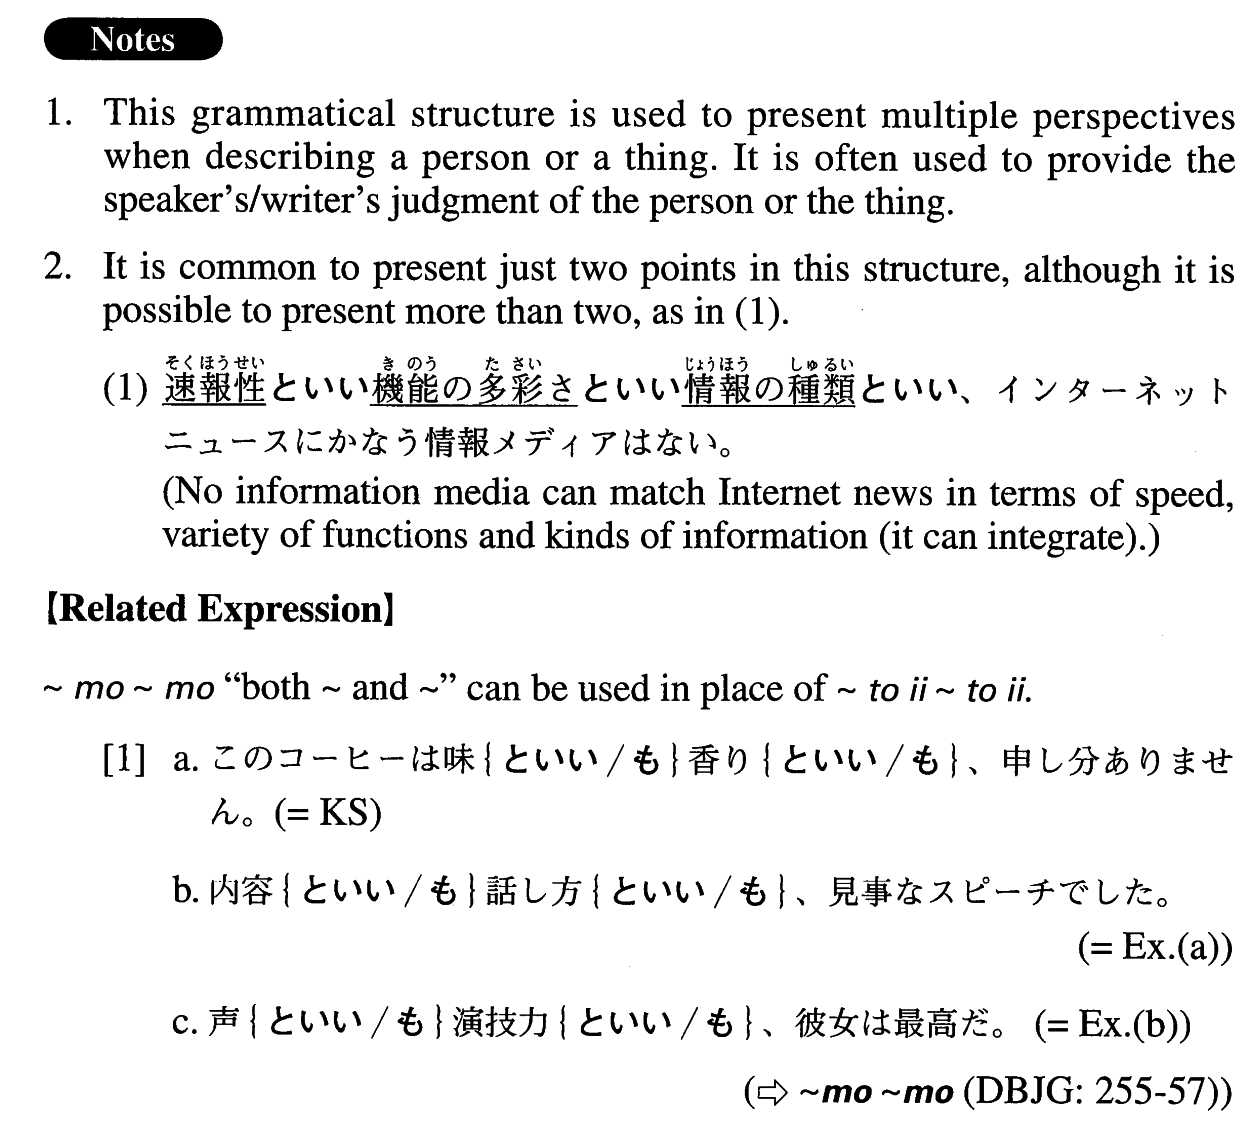 Notes
1. This grammatical structure is used to present multiple perspectives
when describing a person or a thing. It is often used to provide the
speaker's/writer's judgment of the person or the thing.
2. It is common to present just two points in this structure, although it is
possible to present more than two, as in (1).
そくほうせい き のう た さい じょうほう しゅるい
(1) 速報性といい機能の多彩さといい情報の種類といい、インターネット
ニュースにかなう情報メディアはない。
(No information media can match Internet news in terms of speed,
variety of functions and kinds of information (it can integrate).)
【Related Expression】
~ mo ~ mo “both ~ and ~” can be used in place of ~ to ii ~ to ii.
[1] a. このコーヒーは味{といい/も}香り{といい/も}、申し分ありませ
ん。(= KS)
b. 内容{といい/も}話し方{といい/も}、見事なスピーチでした。
(= Ex.(a))
c. 声{といい/も}演技力{といい/も}、彼女は最高だ。 (= Ex.(b))
(⇨ ~mo ~mo (DBJG: 255-57))